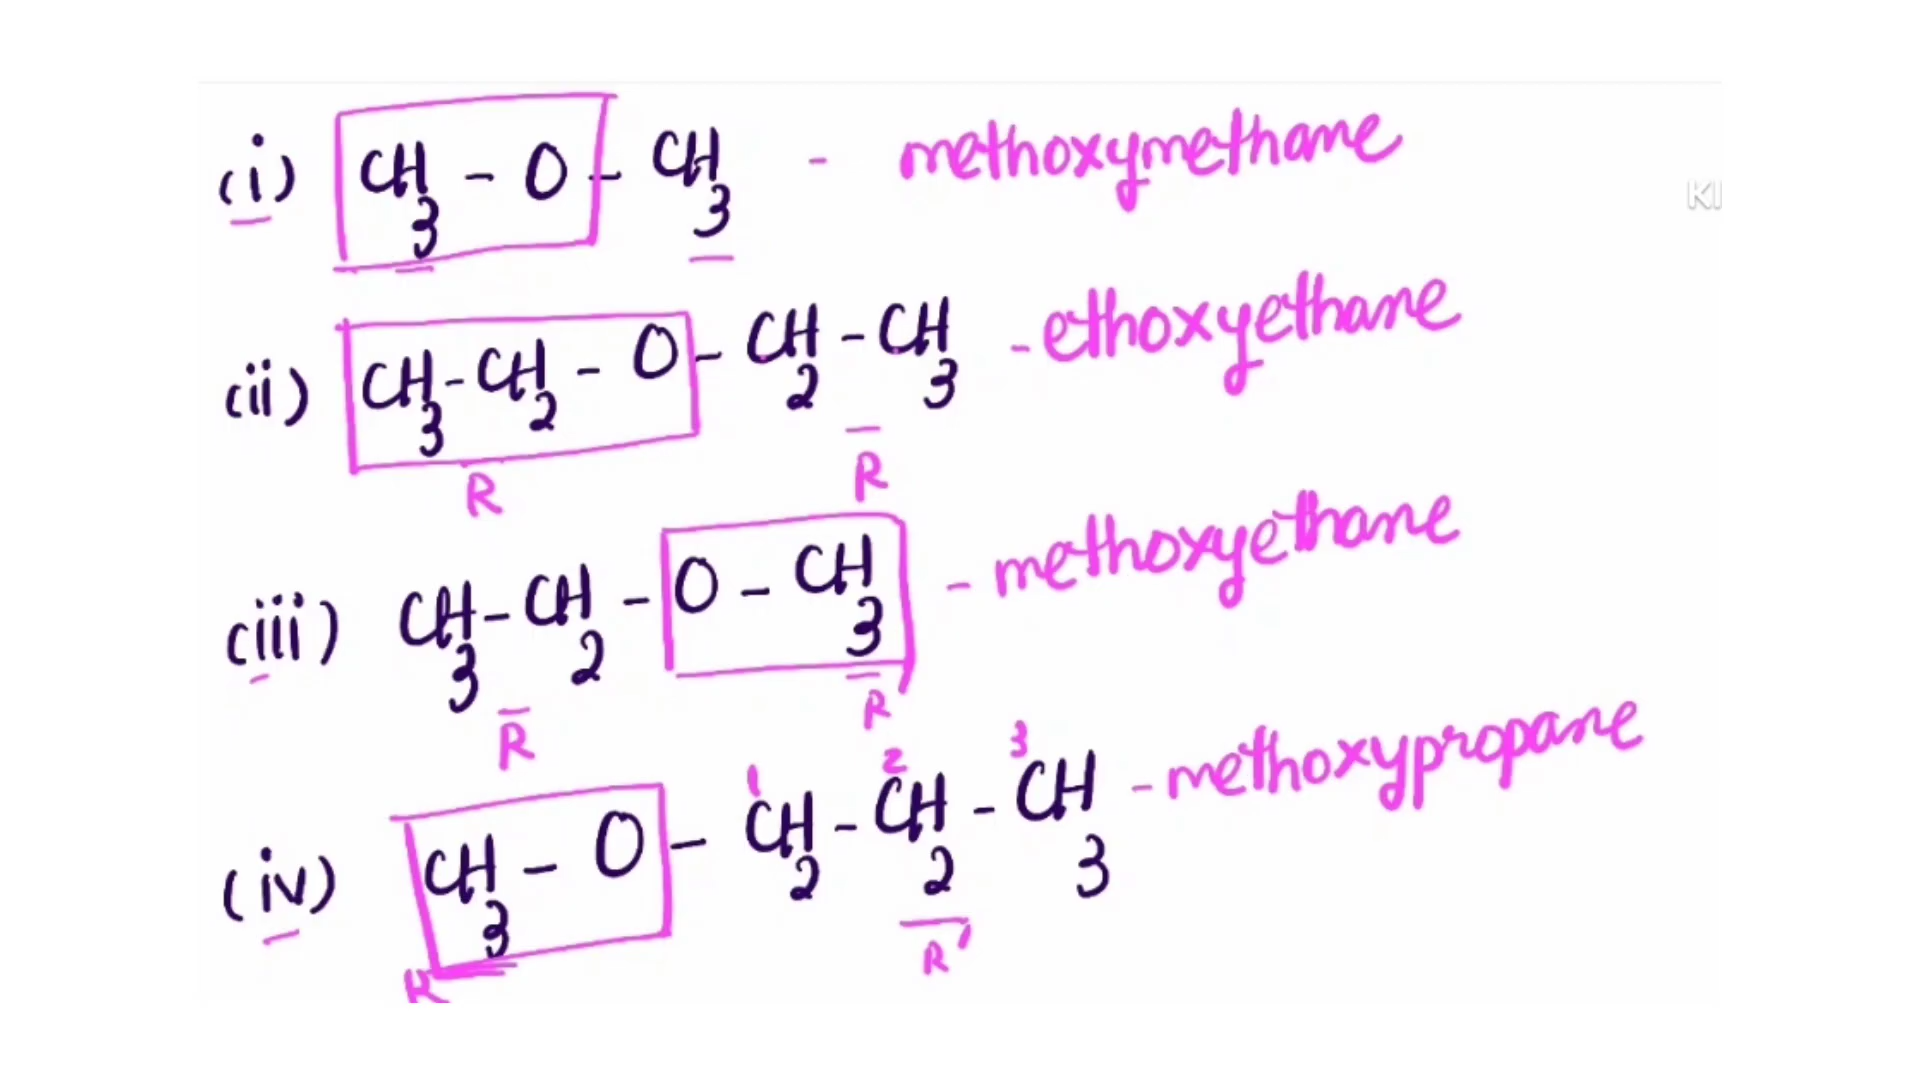 (i) CH3 - O - CH3 - methoxymethane
(ii) CH3 - CH2 - O - CH2 - CH3 - ethoxyethane
R R
(iii) CH3 - CH2 - O - CH3 - methoxyethane
R R'
1 2 3
(iv) CH3 - O - CH2 - CH2 - CH3 - methoxypropane
R R'
KI